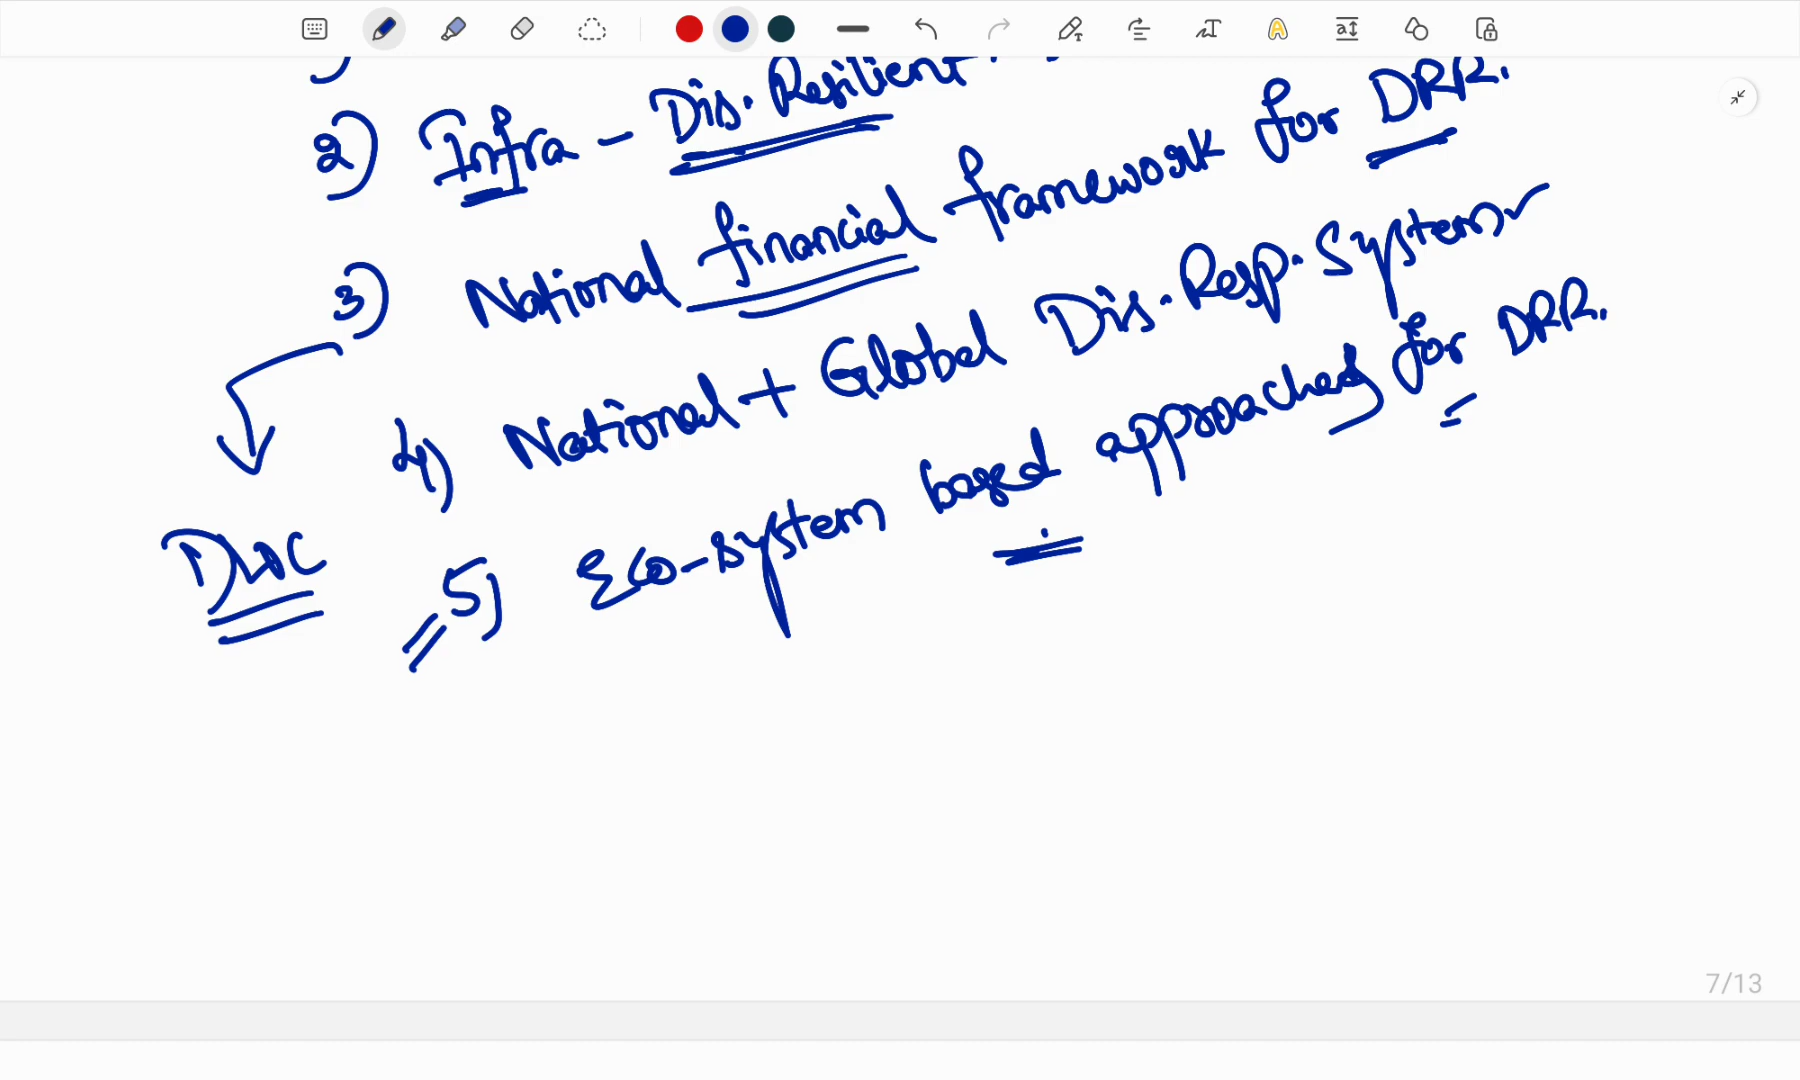 2) Infra - Dis. Resilient
3) National financial framework for DRR.
4) National + Global Dis. Resp. System
5) Eco-system based approaches for DRR.
7/13